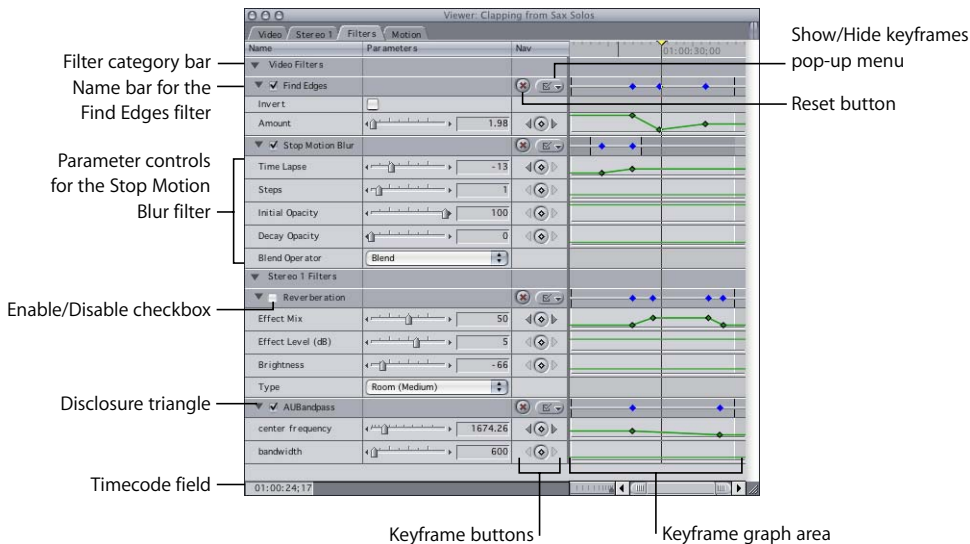 Viewer: Clapping from Sax Solos
Video
Stereo 1
Filters
Motion
Name
Parameters
Nav
01:00:30;00
Video Filters
Find Edges
Invert
Amount
1.98
Stop Motion Blur
Time Lapse
-13
Steps
1
Initial Opacity
100
Decay Opacity
0
Blend Operator
Blend
Stereo 1 Filters
Reverberation
Effect Mix
50
Effect Level (dB)
5
Brightness
-66
Type
Room (Medium)
AUBandpass
center frequency
1674.26
bandwidth
600
01:00:24;17
Filter category bar
Name bar for the
Find Edges filter
Parameter controls
for the Stop Motion
Blur filter
Enable/Disable checkbox
Disclosure triangle
Timecode field
Show/Hide keyframes
pop-up menu
Reset button
Keyframe buttons
Keyframe graph area